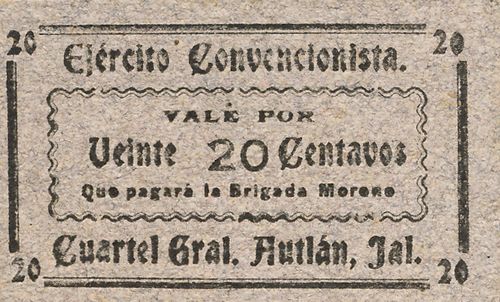 20 20
Ejército Convencionista.
VALE POR
Veinte 20 Centavos
Que pagará la Brigada Moreno
Cuartel Gral. Autlán, Jal.
20 20